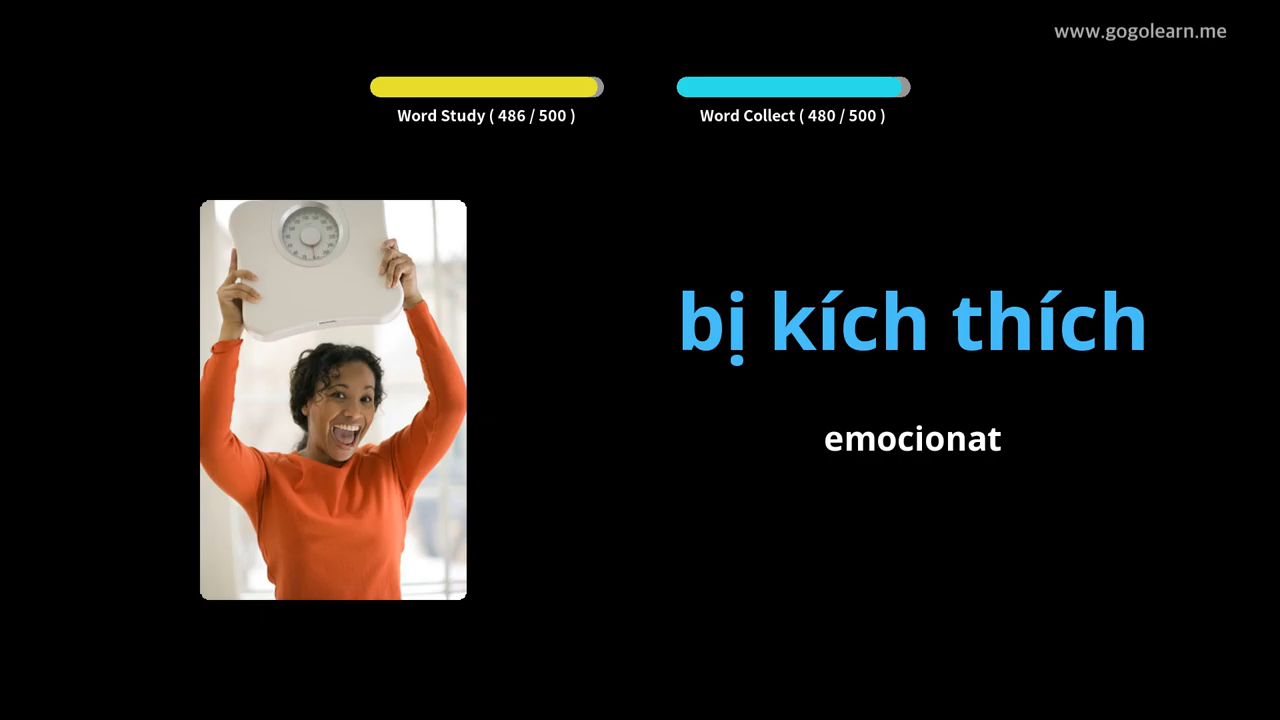 www.gogolearn.me
Word Study ( 486 / 500 )
Word Collect ( 480 / 500 )
bị kích thích
emocionat